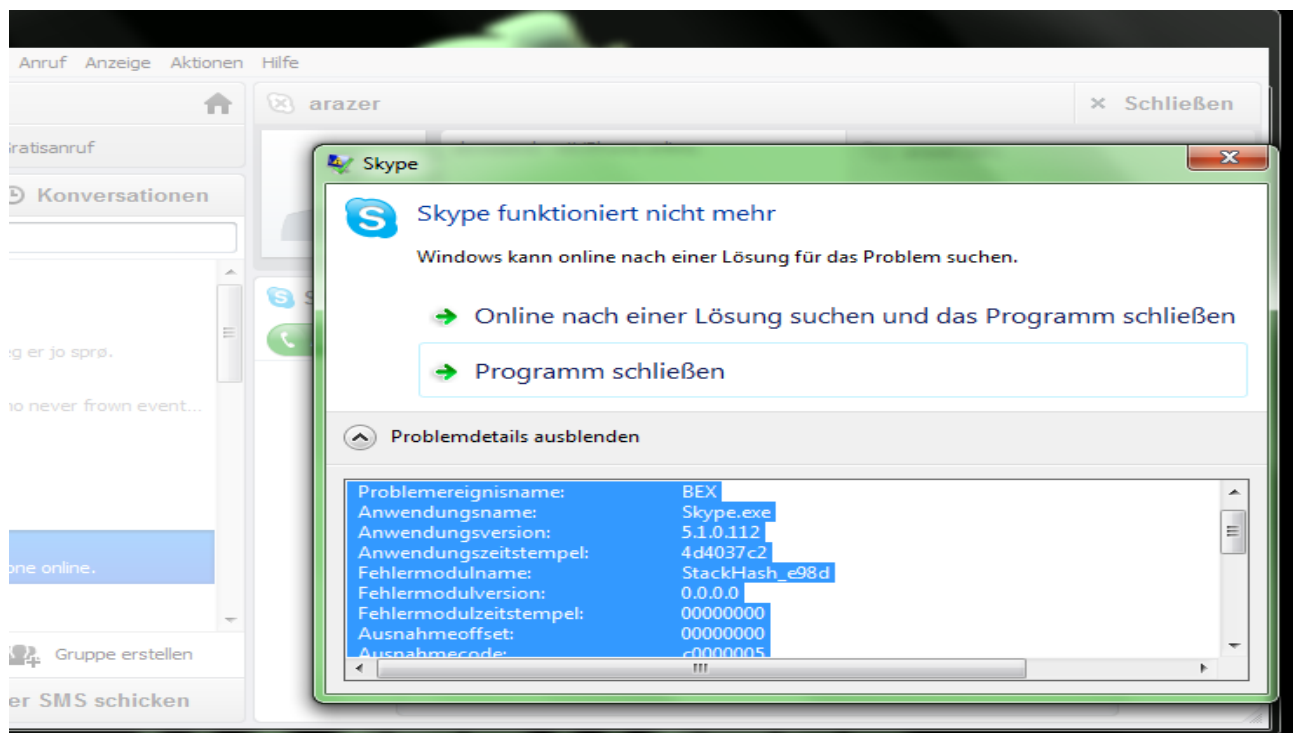 Anruf Anzeige Aktionen Hilfe
arazer
× Schließen
ratisanruf
Konversationen
Skype
Skype funktioniert nicht mehr
Windows kann online nach einer Lösung für das Problem suchen.
Online nach einer Lösung suchen und das Programm schließen
eg er jo sprø.
Programm schließen
no never frown event...
Problemdetails ausblenden
Problemereignisname: BEX
Anwendungsname: Skype.exe
Anwendungsversion: 5.1.0.112
Anwendungszeitstempel: 4d4037c2
one online.
Fehlermodulname: StackHash_e98d
Fehlermodulversion: 0.0.0.0
Fehlermodulzeitstempel: 00000000
Ausnahmeoffset: 00000000
Ausnahmecode: c0000005
Gruppe erstellen
er SMS schicken